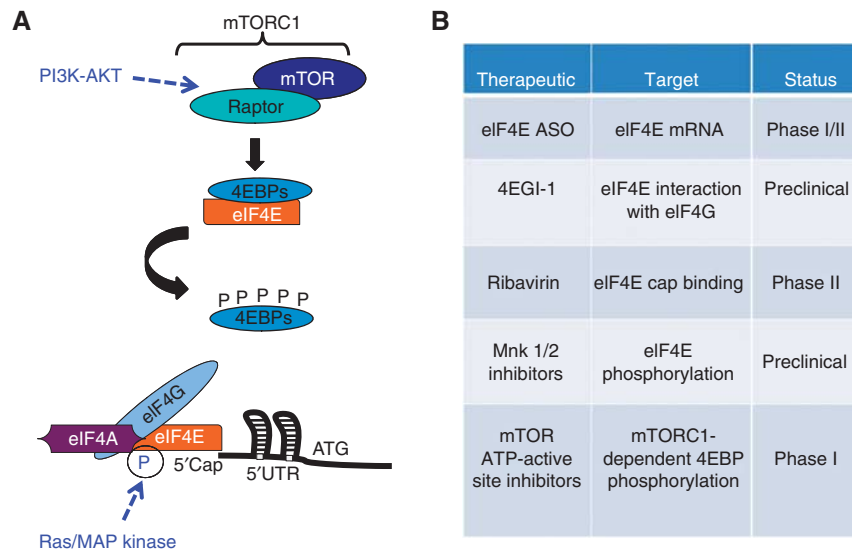 A
mTORC1
PI3K-AKT
mTOR
Raptor
4EBPs
eIF4E
P P P P P
4EBPs
eIF4G
eIF4A
eIF4E
P
5′Cap
5′UTR
ATG
Ras/MAP kinase
B
Therapeutic Target Status
eIF4E ASO eIF4E mRNA Phase I/II
4EGI-1 eIF4E interaction Preclinical
with eIF4G
Ribavirin eIF4E cap binding Phase II
Mnk 1/2 eIF4E Preclinical
inhibitors phosphorylation
mTOR mTORC1-
ATP-active dependent 4EBP Phase I
site inhibitors phosphorylation